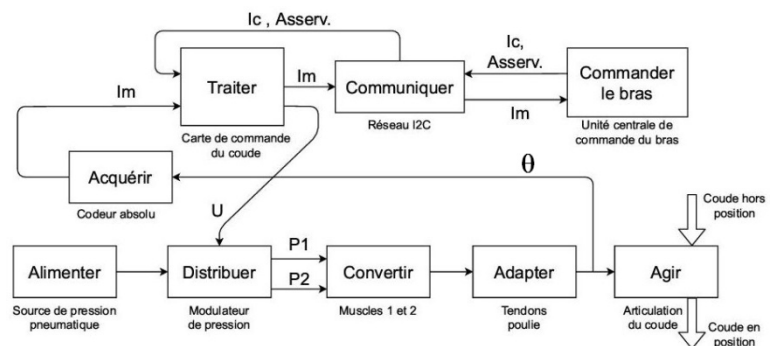 Ic , Asserv.
Ic,
Asserv.
Traiter
Im
Communiquer
Commander
le bras
Im
Im
Carte de commande
du coude
Réseau I2C
Unité centrale de
commande du bras
Acquérir
Codeur absolu
θ
U
Coude hors
position
P1
P2
Alimenter
Distribuer
Convertir
Adapter
Agir
Source de pression
pneumatique
Modulateur
de pression
Muscles 1 et 2
Tendons
poulie
Articulation
du coude
Coude en
position